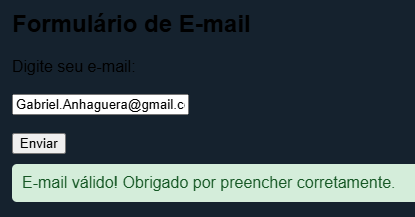 Formulário de E-mail
Digite seu e-mail:
Gabriel.Anhaguera@gmail.c
Enviar
E-mail válido! Obrigado por preencher corretamente.